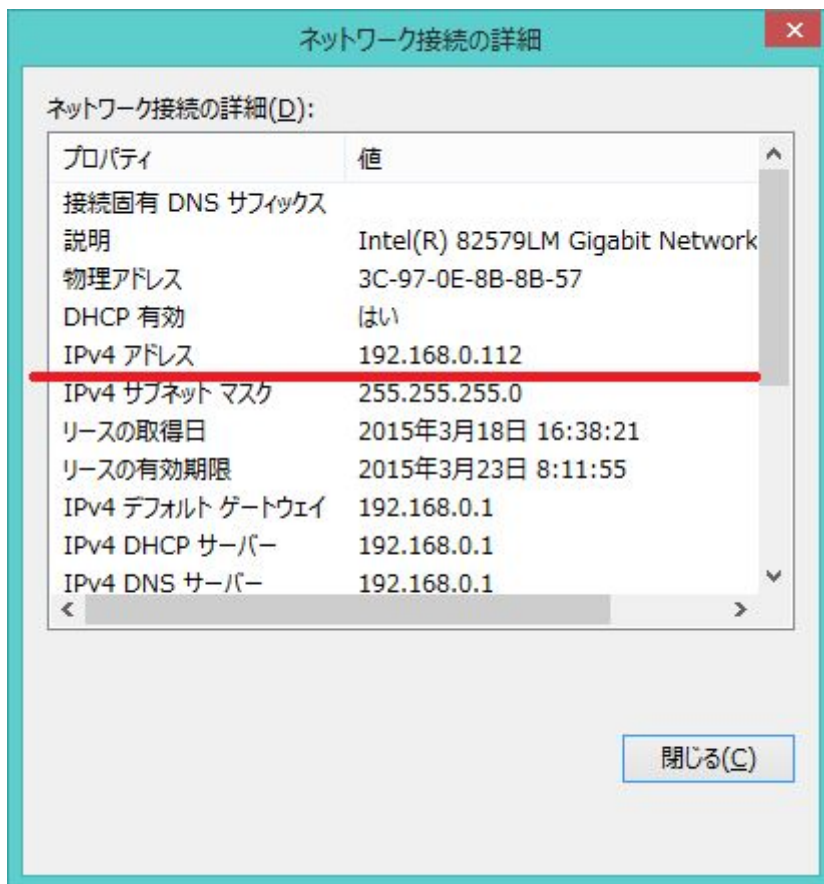 ネットワーク接続の詳細
ネットワーク接続の詳細(D):
プロパティ 値
接続固有 DNS サフィックス
説明 Intel(R) 82579LM Gigabit Network
物理アドレス 3C-97-0E-8B-8B-57
DHCP 有効 はい
IPv4 アドレス 192.168.0.112
IPv4 サブネット マスク 255.255.255.0
リースの取得日 2015年3月18日 16:38:21
リースの有効期限 2015年3月23日 8:11:55
IPv4 デフォルト ゲートウェイ 192.168.0.1
IPv4 DHCP サーバー 192.168.0.1
IPv4 DNS サーバー 192.168.0.1
閉じる(C)